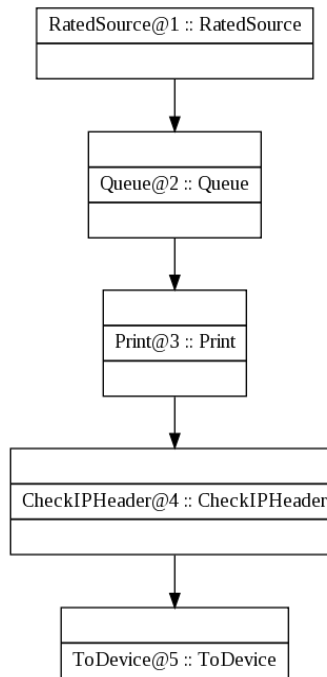 RatedSource@1 :: RatedSource
Queue@2 :: Queue
Print@3 :: Print
CheckIPHeader@4 :: CheckIPHeader
ToDevice@5 :: ToDevice